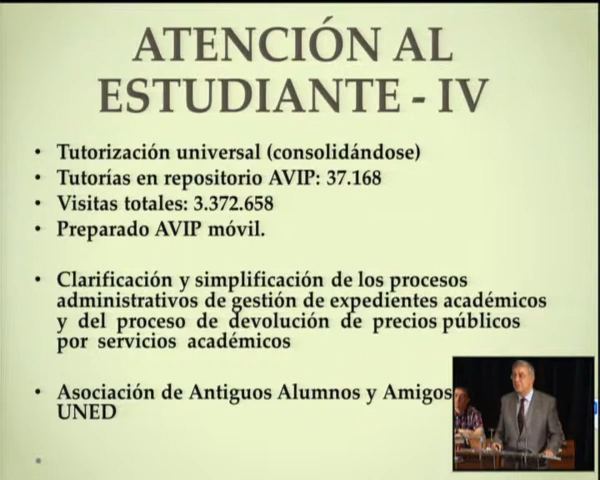 ATENCIÓN AL
ESTUDIANTE - IV
• Tutorización universal (consolidándose)
• Tutorías en repositorio AVIP: 37.168
• Visitas totales: 3.372.658
• Preparado AVIP móvil.
• Clarificación y simplificación de los procesos
administrativos de gestión de expedientes académicos
y del proceso de devolución de precios públicos
por servicios académicos
• Asociación de Antiguos Alumnos y Amigos
UNED